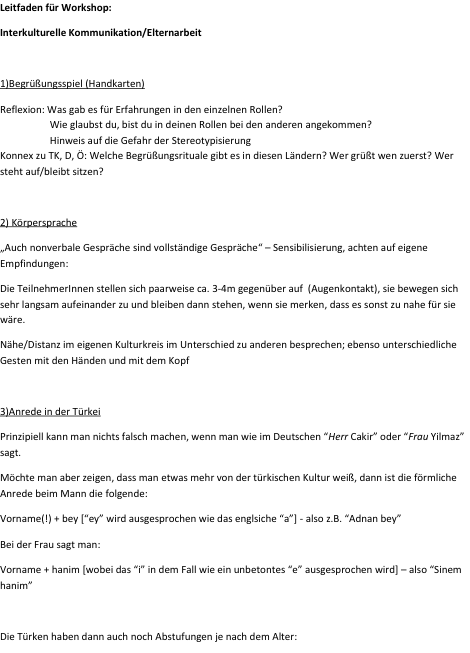 Leitfaden für Workshop:
Interkulturelle Kommunikation/Elternarbeit
1)Begrüßungsspiel (Handkarten)
Reflexion: Was gab es für Erfahrungen in den einzelnen Rollen?
Wie glaubst du, bist du in deinen Rollen bei den anderen angekommen?
Hinweis auf die Gefahr der Stereotypisierung
Konnex zu TK, D, Ö: Welche Begrüßungsrituale gibt es in diesen Ländern? Wer grüßt wen zuerst? Wer
steht auf/bleibt sitzen?
2) Körpersprache
„Auch nonverbale Gespräche sind vollständige Gespräche“ – Sensibilisierung, achten auf eigene
Empfindungen:
Die TeilnehmerInnen stellen sich paarweise ca. 3-4m gegenüber auf  (Augenkontakt), sie bewegen sich
sehr langsam aufeinander zu und bleiben dann stehen, wenn sie merken, dass es sonst zu nahe für sie
wäre.
Nähe/Distanz im eigenen Kulturkreis im Unterschied zu anderen besprechen; ebenso unterschiedliche
Gesten mit den Händen und mit dem Kopf
3)Anrede in der Türkei
Prinzipiell kann man nichts falsch machen, wenn man wie im Deutschen “Herr Cakir” oder “Frau Yilmaz”
sagt.
Möchte man aber zeigen, dass man etwas mehr von der türkischen Kultur weiß, dann ist die förmliche
Anrede beim Mann die folgende:
Vorname(!) + bey [“ey” wird ausgesprochen wie das englsiche “a”] - also z.B. “Adnan bey”
Bei der Frau sagt man:
Vorname + hanim [wobei das “i” in dem Fall wie ein unbetontes “e” ausgesprochen wird] – also “Sinem
hanim”
Die Türken haben dann auch noch Abstufungen je nach dem Alter: